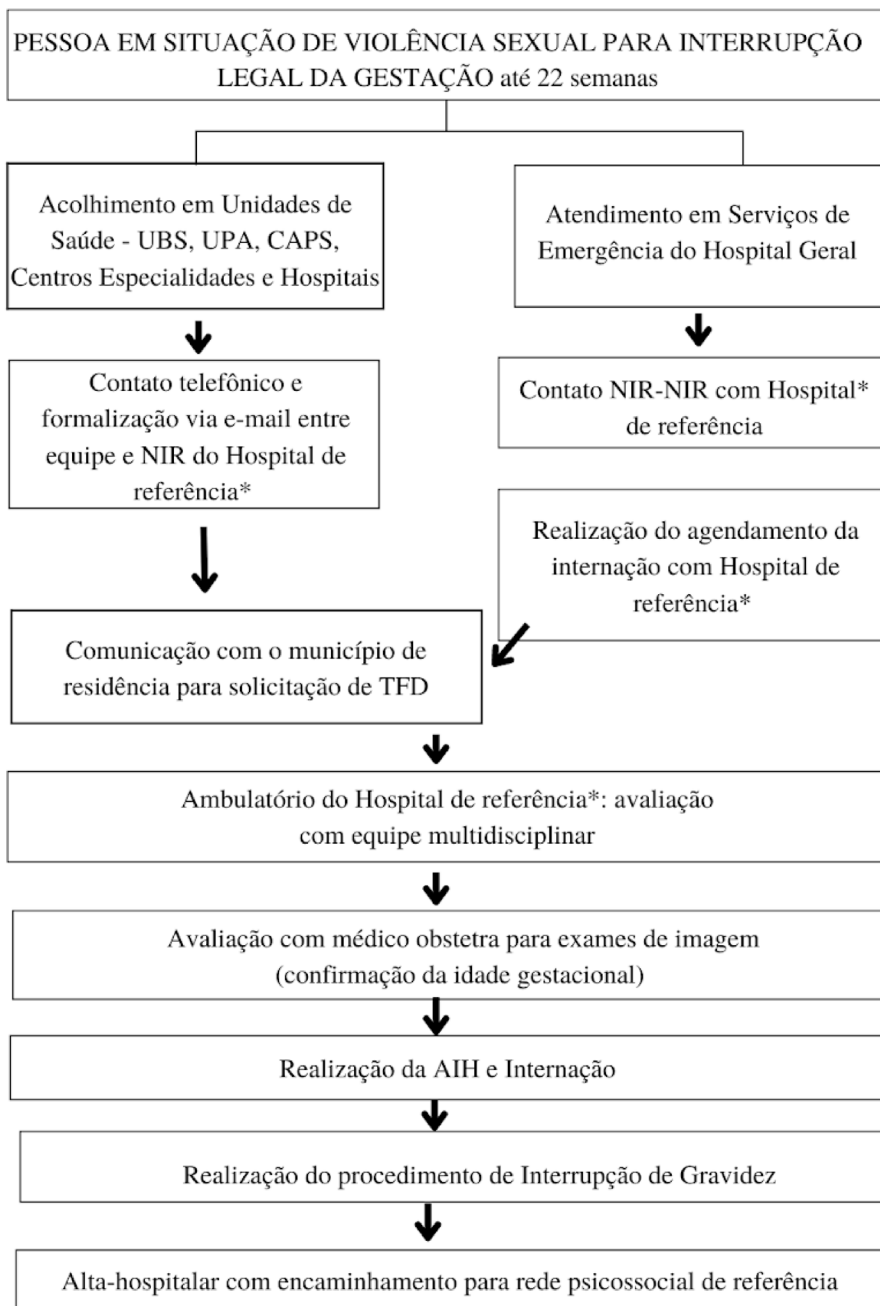 PESSOA EM SITUAÇÃO DE VIOLÊNCIA SEXUAL PARA INTERRUPÇÃO
LEGAL DA GESTAÇÃO até 22 semanas
Acolhimento em Unidades de
Saúde - UBS, UPA, CAPS,
Centros Especialidades e Hospitais
Atendimento em Serviços de
Emergência do Hospital Geral
Contato telefônico e
formalização via e-mail entre
equipe e NIR do Hospital de
referência*
Contato NIR-NIR com Hospital*
de referência
Realização do agendamento da
internação com Hospital de
referência*
Comunicação com o município de
residência para solicitação de TFD
Ambulatório do Hospital de referência*: avaliação
com equipe multidisciplinar
Avaliação com médico obstetra para exames de imagem
(confirmação da idade gestacional)
Realização da AIH e Internação
Realização do procedimento de Interrupção de Gravidez
Alta-hospitalar com encaminhamento para rede psicossocial de referência